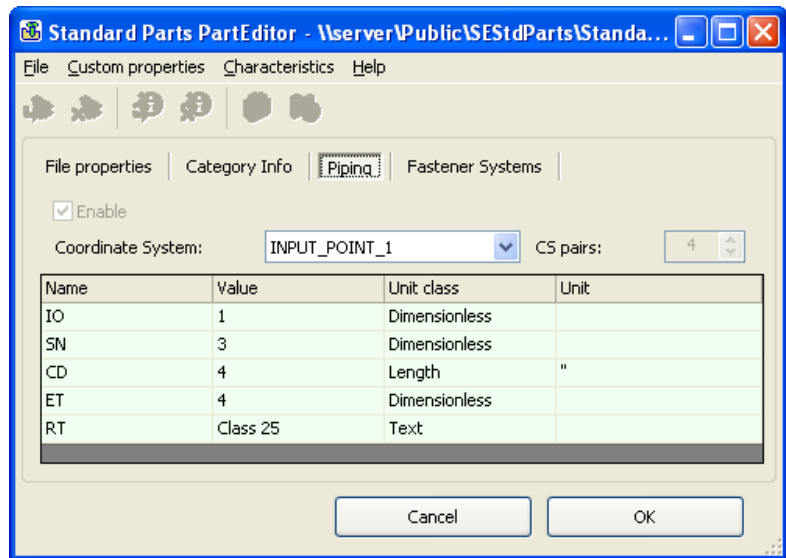 Standard Parts PartEditor - \\server\Public\SEStdParts\Standa...
File Custom properties Characteristics Help
File properties Category Info Piping Fastener Systems
Enable
Coordinate System: INPUT_POINT_1 CS pairs: 4
Name Value Unit class Unit
IO 1 Dimensionless
SN 3 Dimensionless
CD 4 Length "
ET 4 Dimensionless
RT Class 25 Text
Cancel OK